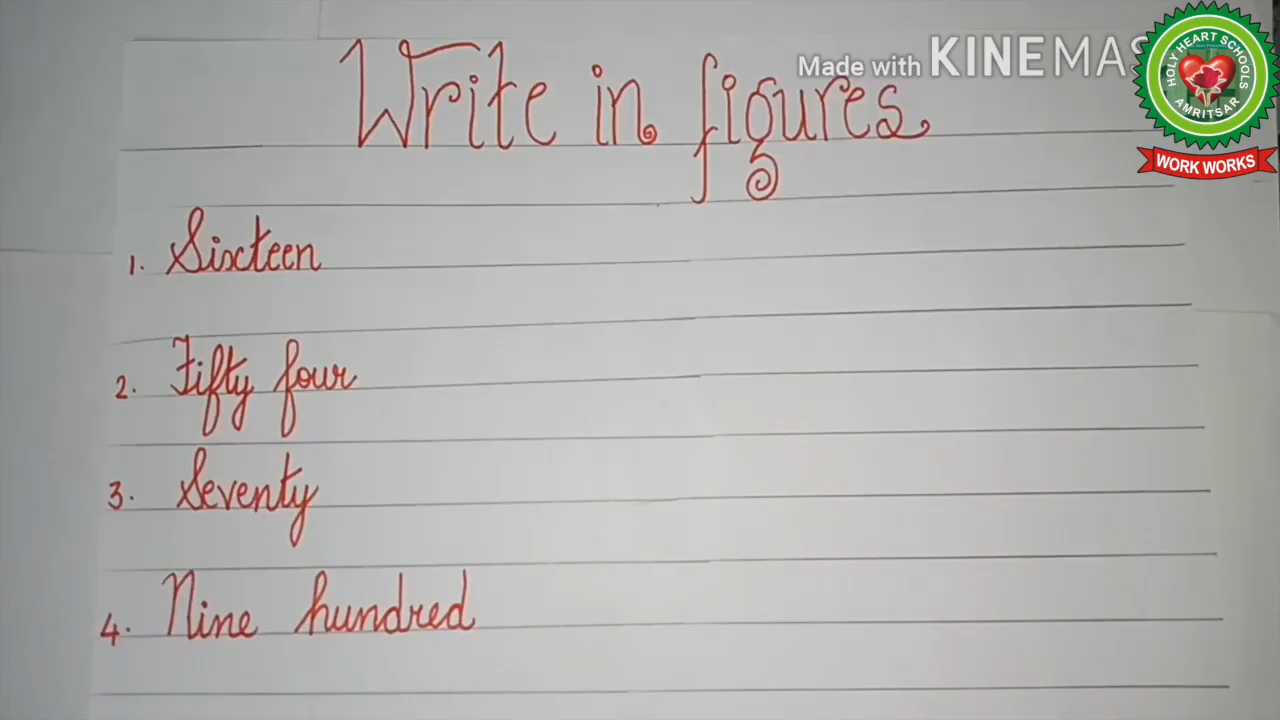 Made with KINEMA
HOLY HEART SCHOOLS
AMRITSAR
WORK WORKS
Write in figures
1. Sixteen
2. Fifty four
3. Seventy
4. Nine hundred